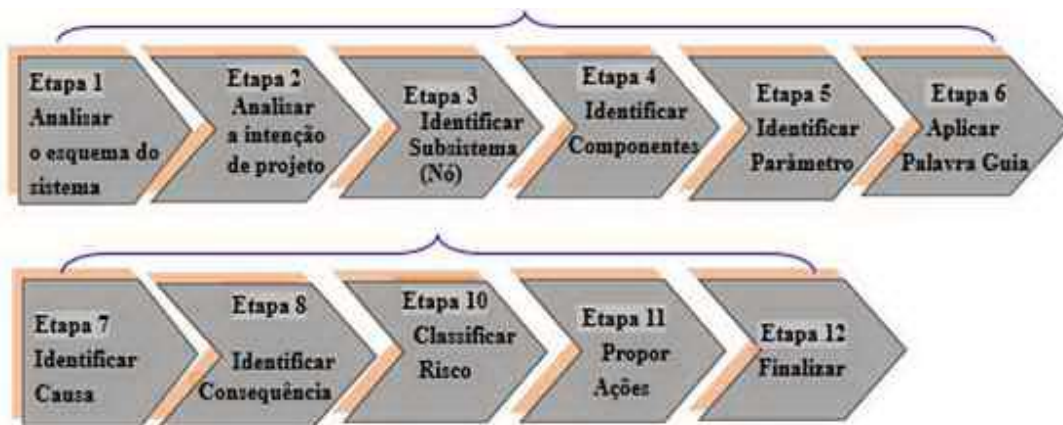 Etapa 1
Analisar
o esquema do
sistema
Etapa 2
Analisar
a intenção
de projeto
Etapa 3
Identificar
Subsistema
(Nó)
Etapa 4
Identificar
Componentes
Etapa 5
Identificar
Parâmetro
Etapa 6
Aplicar
Palavra Guia
Etapa 7
Identificar
Causa
Etapa 8
Identificar
Consequência
Etapa 10
Classificar
Risco
Etapa 11
Propor
Ações
Etapa 12
Finalizar